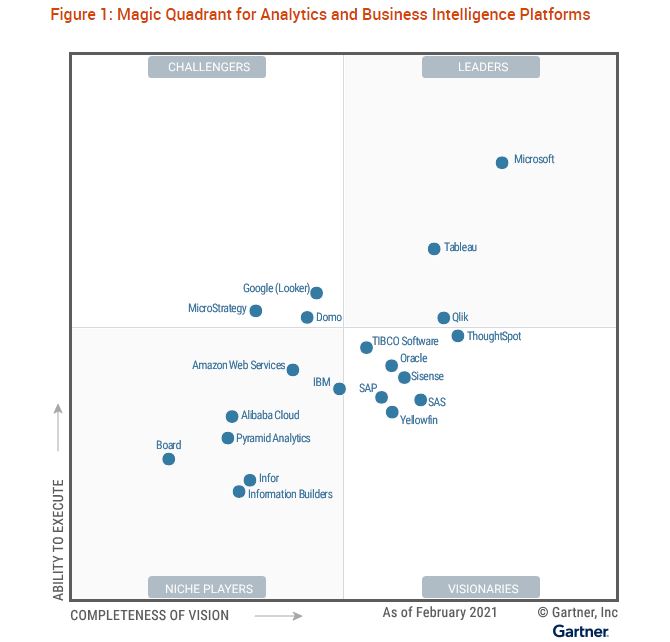 Figure 1: Magic Quadrant for Analytics and Business Intelligence Platforms
CHALLENGERS
LEADERS
Microsoft
Tableau
Google (Looker)
MicroStrategy
Domo
Qlik
ThoughtSpot
TIBCO Software
Oracle
Amazon Web Services
Sisense
IBM
SAP
SAS
Yellowfin
Alibaba Cloud
Pyramid Analytics
Board
Infor
Information Builders
ABILITY TO EXECUTE
NICHE PLAYERS
VISIONARIES
COMPLETENESS OF VISION
As of February 2021
© Gartner, Inc
Gartner